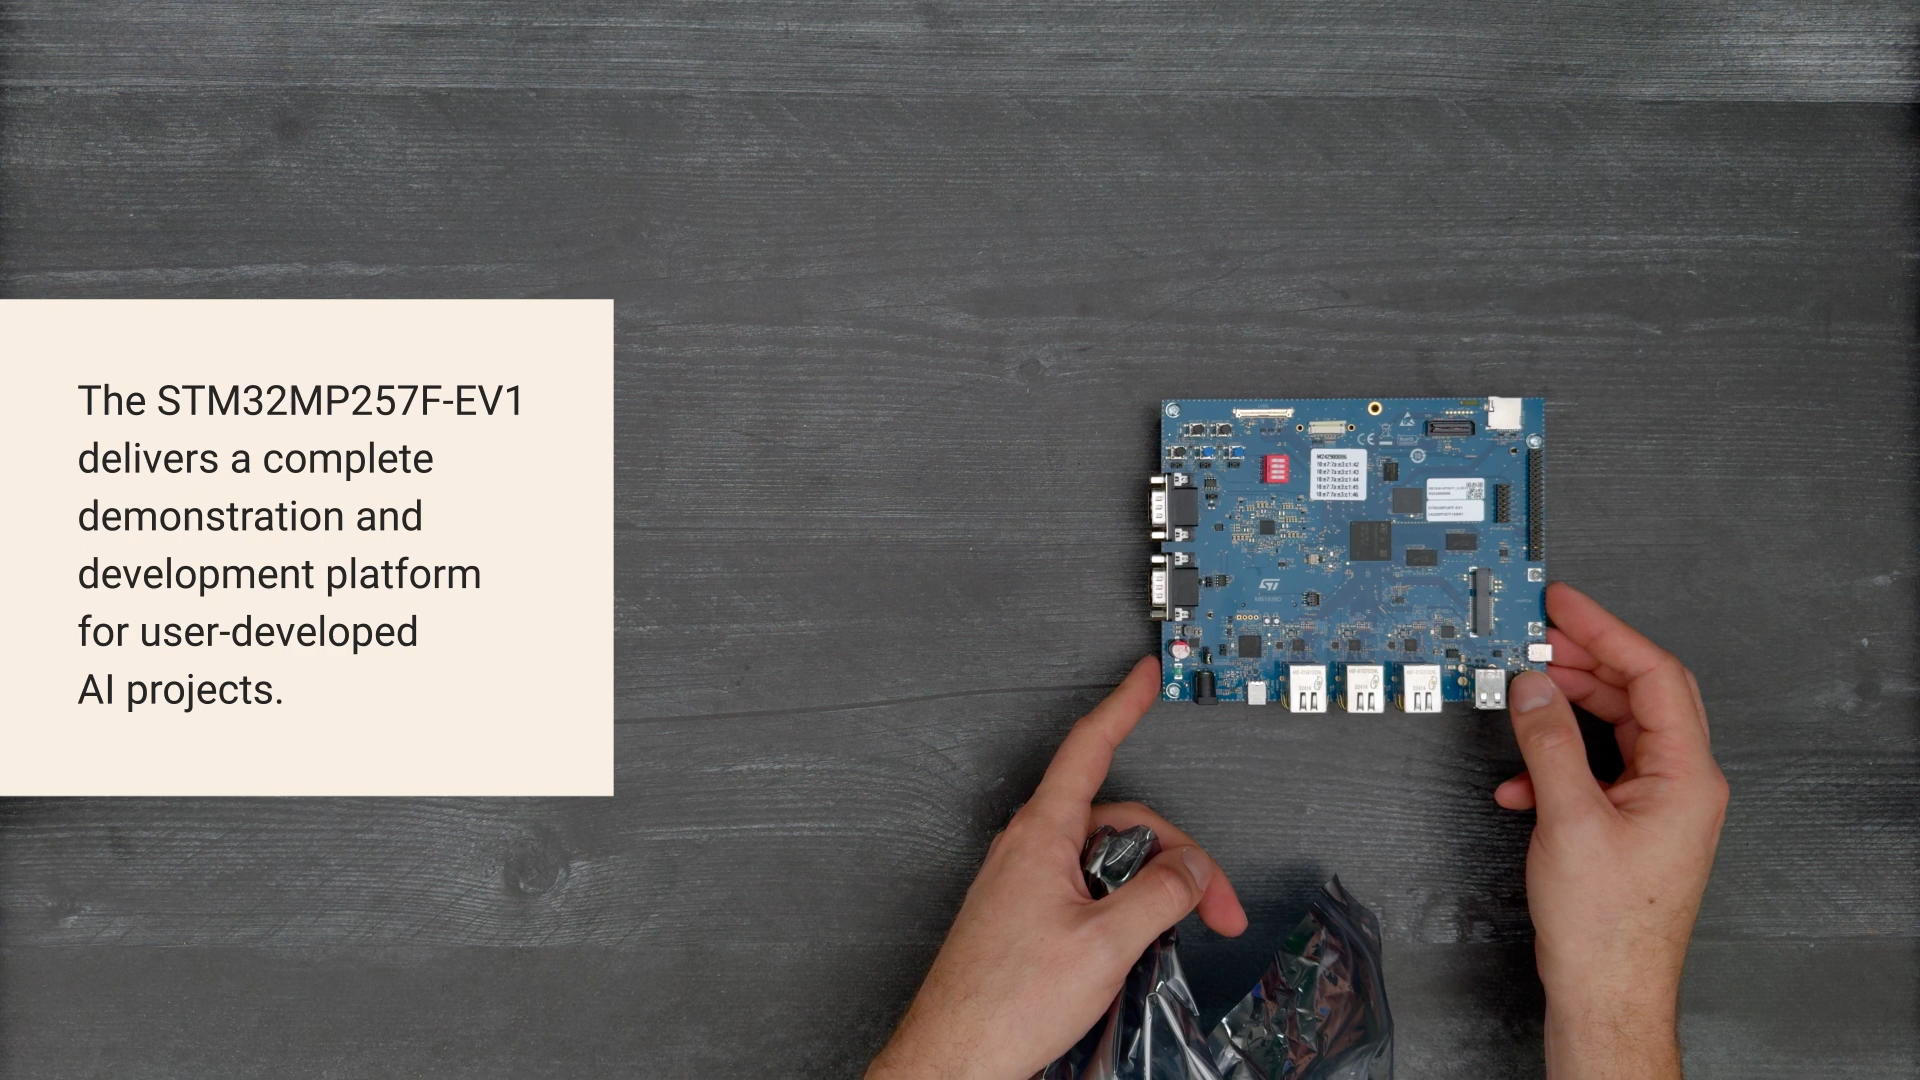 The STM32MP257F-EV1
delivers a complete
demonstration and
development platform
for user-developed
AI projects.